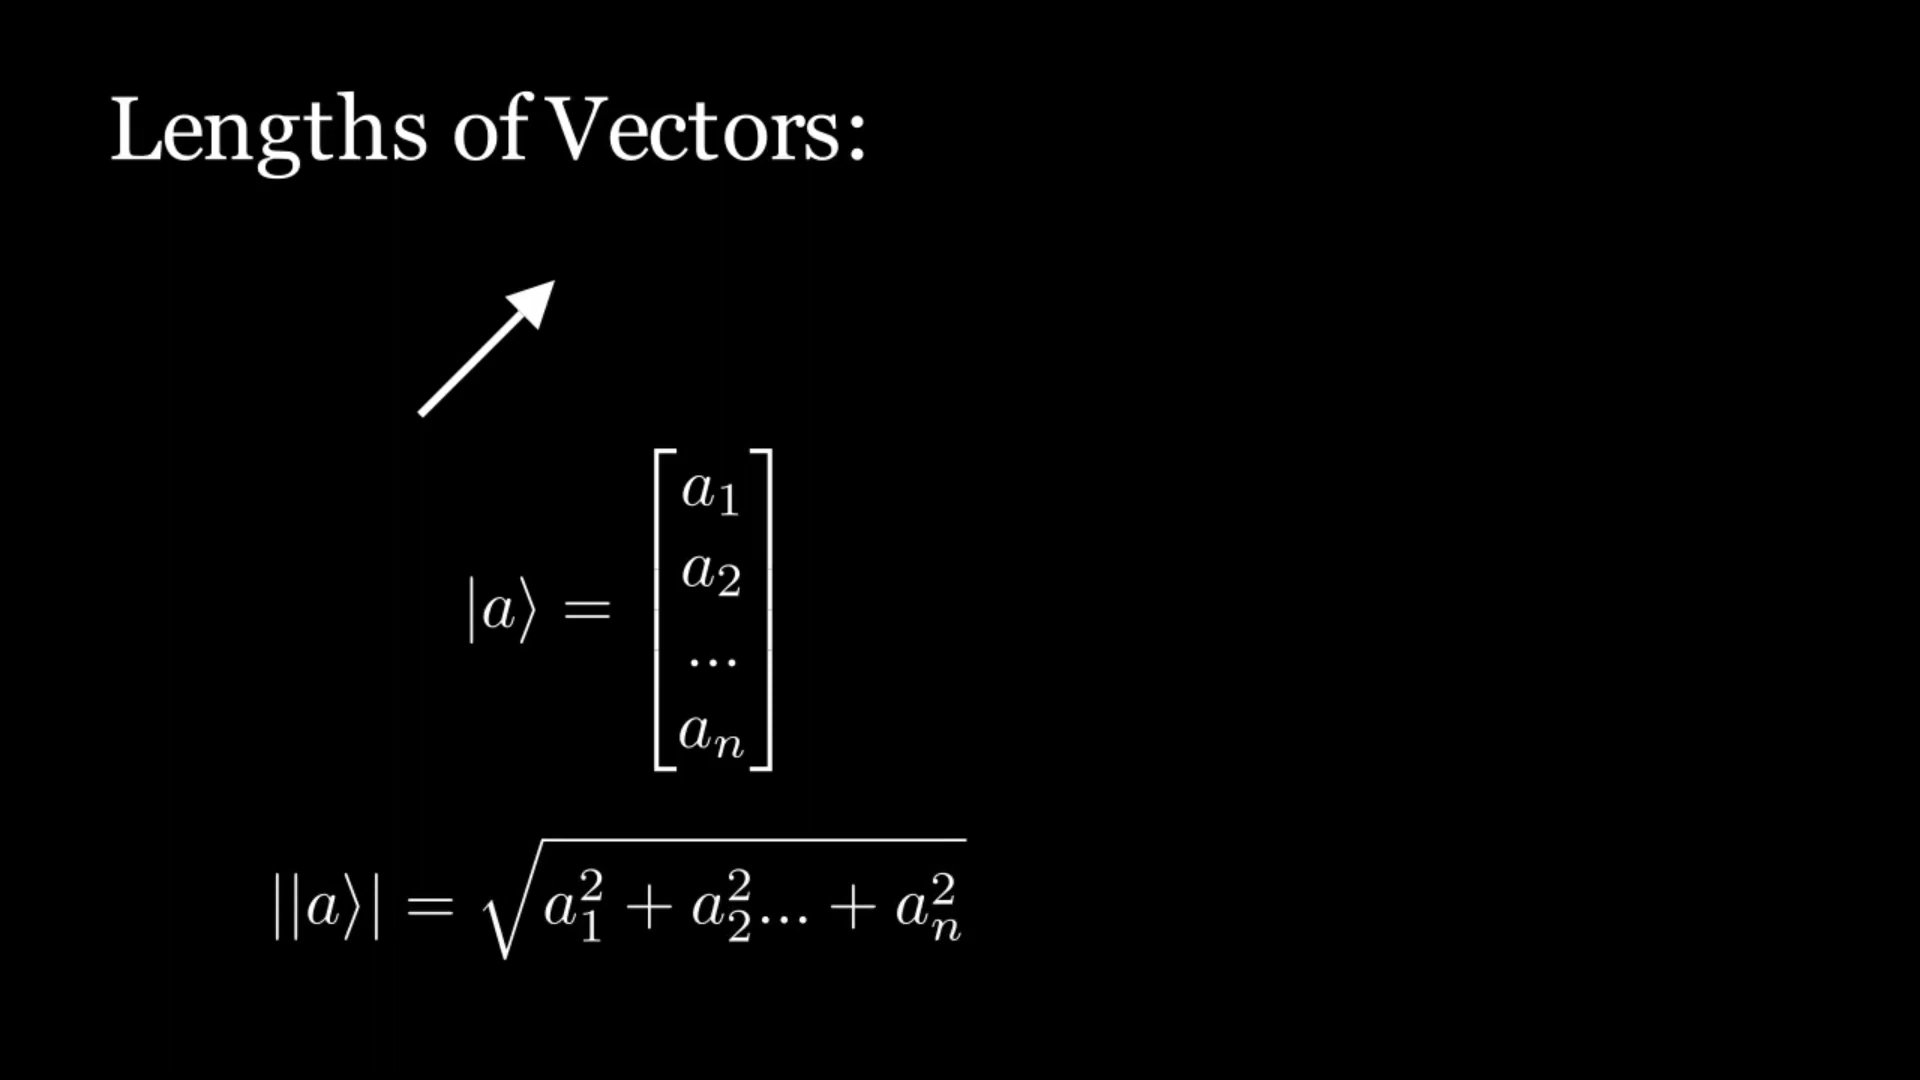 Lengths of Vectors:
|a⟩ = [a₁
a₂
...
aₙ]
||a⟩| = √(a₁² + a₂²... + aₙ²)